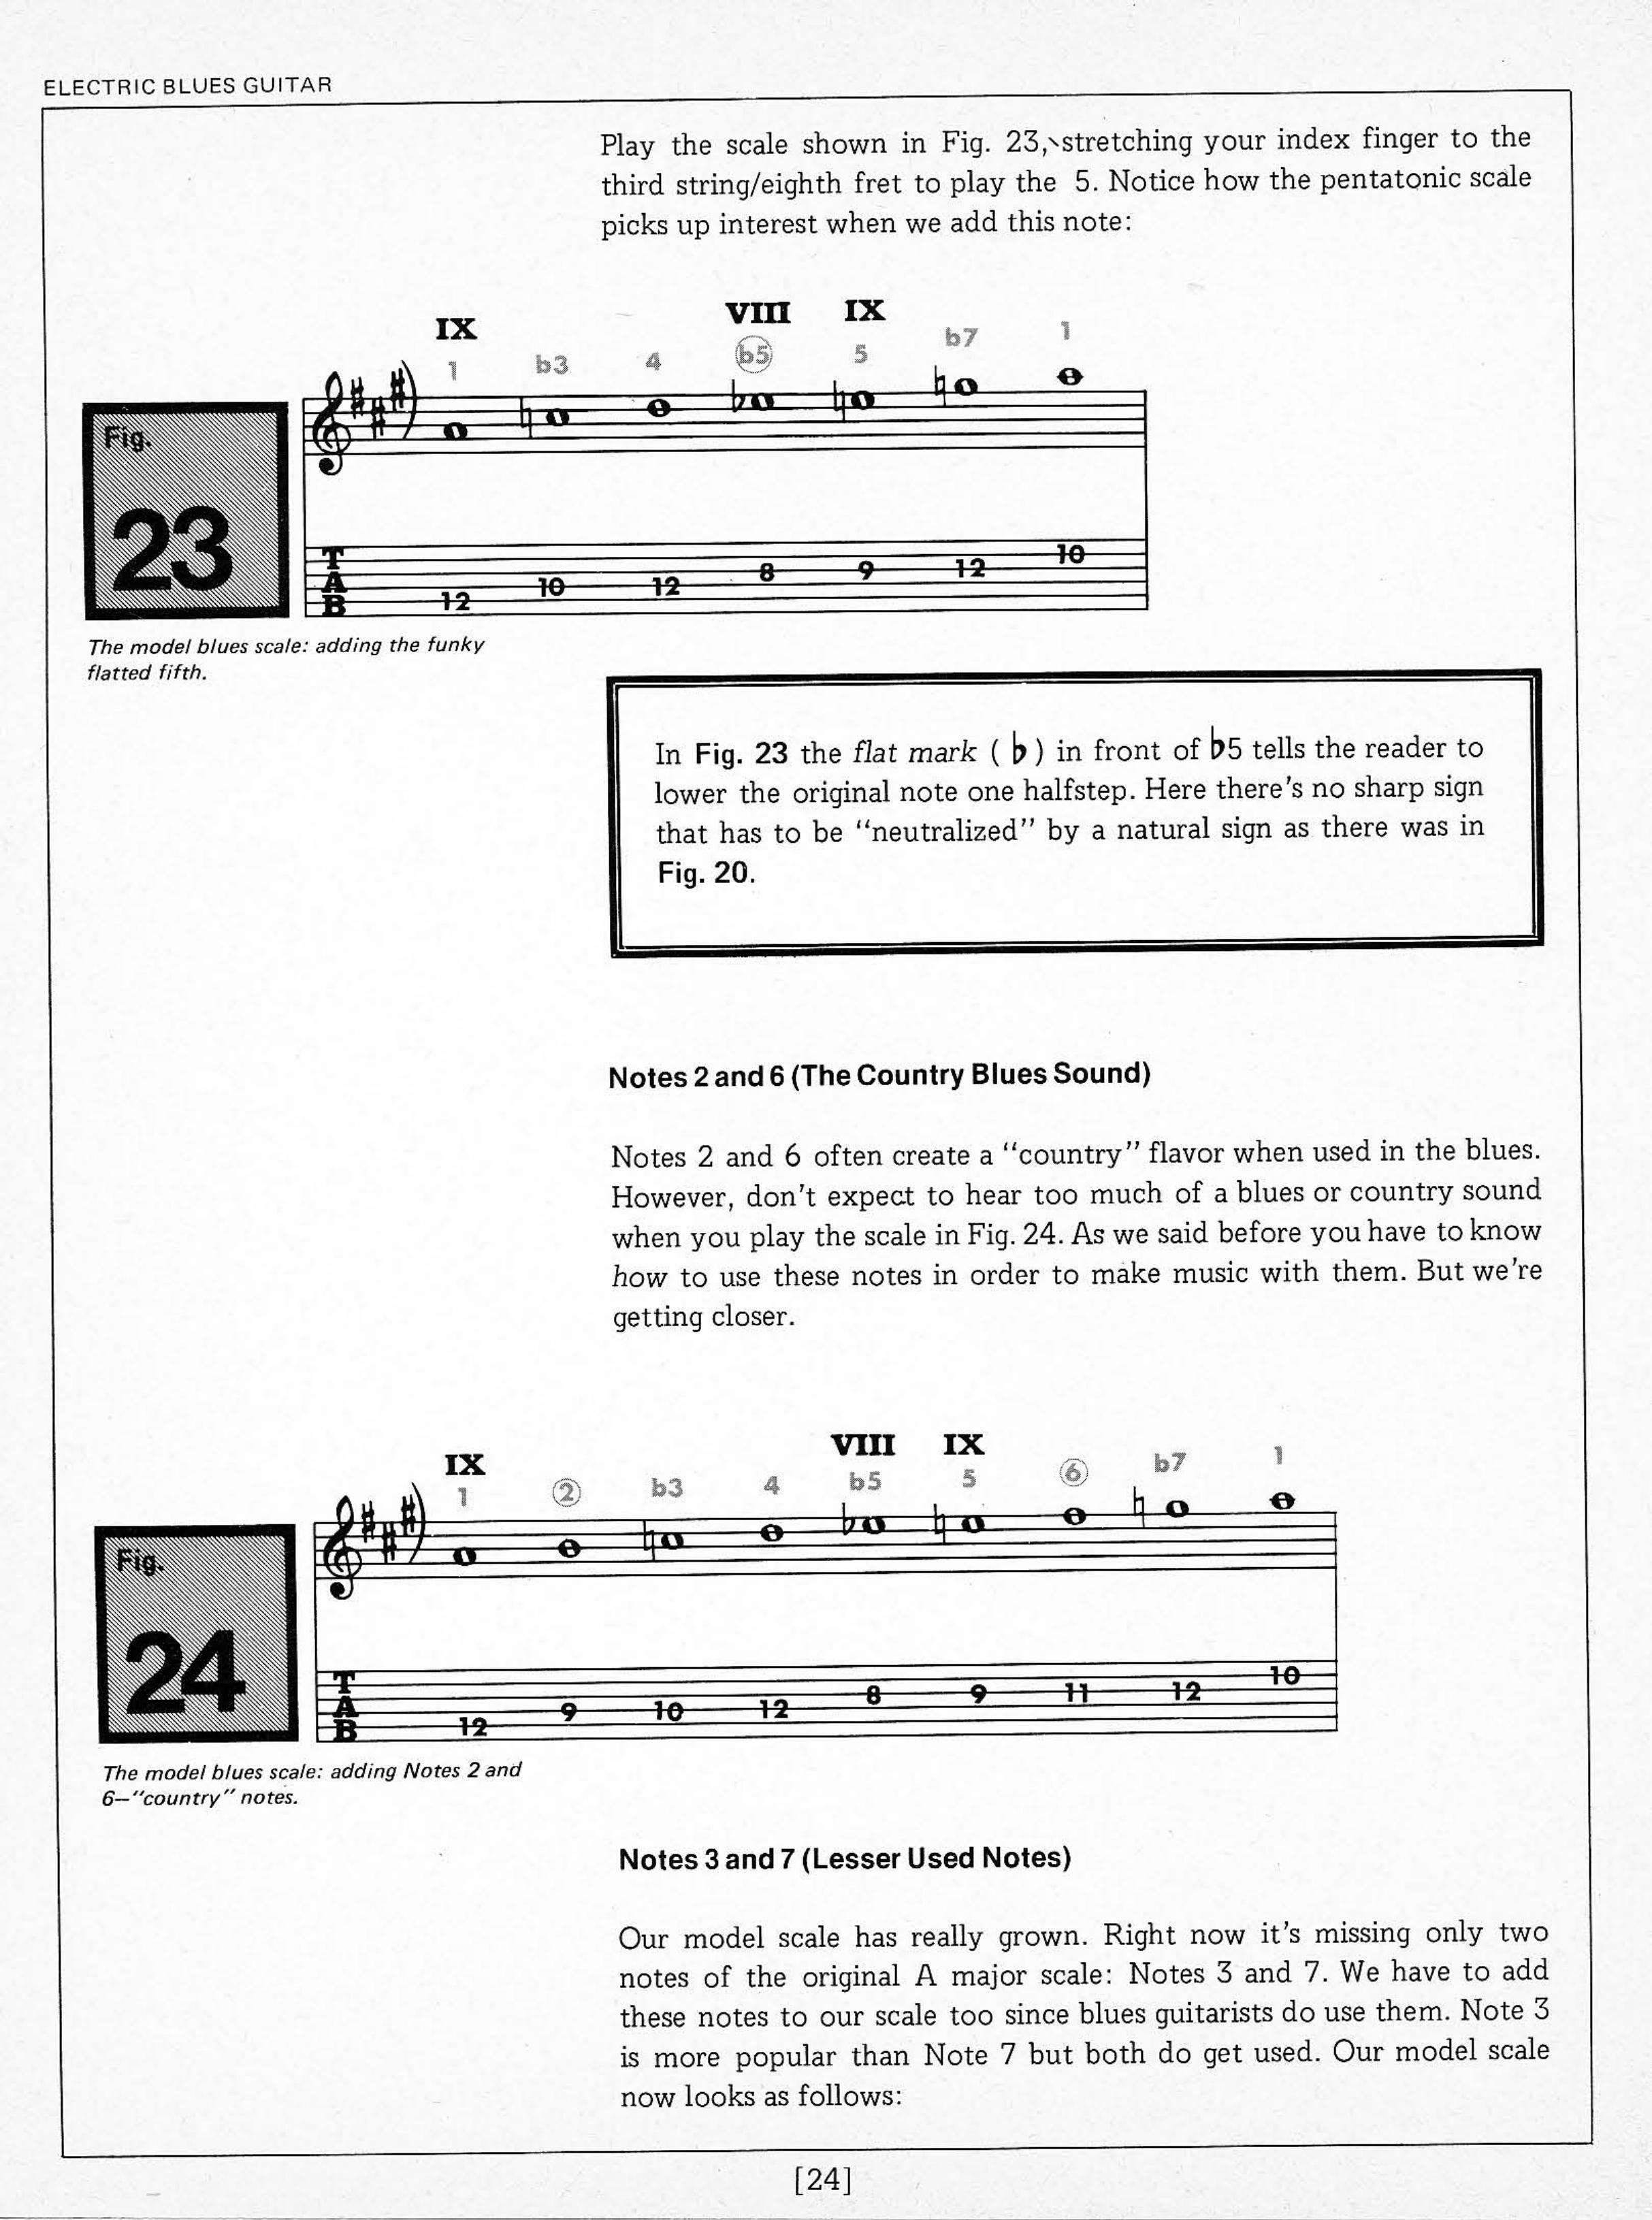 ELECTRIC BLUES GUITAR
Play the scale shown in Fig. 23, stretching your index finger to the
third string/eighth fret to play the 5. Notice how the pentatonic scale
picks up interest when we add this note:
IX VIII IX
1 b3 4 b5 5 b7 1
Fig.
23
T
A
B
12 10 12 8 9 12 10
The model blues scale: adding the funky
flatted fifth.
In Fig. 23 the flat mark ( ♭ ) in front of ♭5 tells the reader to
lower the original note one halfstep. Here there's no sharp sign
that has to be "neutralized" by a natural sign as there was in
Fig. 20.
Notes 2 and 6 (The Country Blues Sound)
Notes 2 and 6 often create a "country" flavor when used in the blues.
However, don't expect to hear too much of a blues or country sound
when you play the scale in Fig. 24. As we said before you have to know
how to use these notes in order to make music with them. But we're
getting closer.
IX VIII IX
1 2 b3 4 b5 5 6 b7 1
Fig.
24
T
A
B
12 9 10 12 8 9 11 12 10
The model blues scale: adding Notes 2 and
6—"country" notes.
Notes 3 and 7 (Lesser Used Notes)
Our model scale has really grown. Right now it's missing only two
notes of the original A major scale: Notes 3 and 7. We have to add
these notes to our scale too since blues guitarists do use them. Note 3
is more popular than Note 7 but both do get used. Our model scale
now looks as follows:
[24]